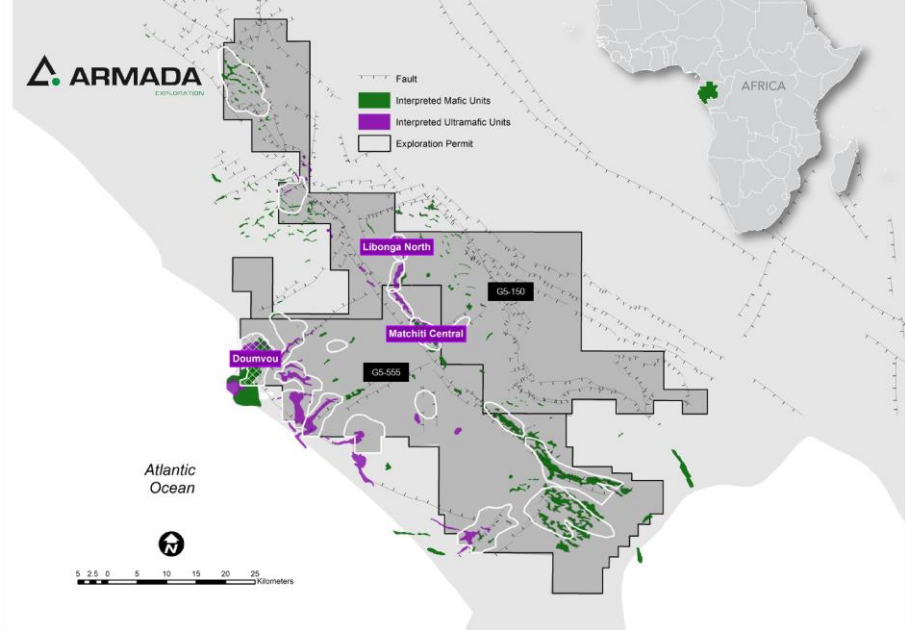 ARMADA
EXPLORATION
Fault
Interpreted Mafic Units
Interpreted Ultramafic Units
Exploration Permit
AFRICA
Libonga North
G5-150
Matchiti Central
Doumvou
G5-555
Atlantic
Ocean
N
5 2.5 0 5 10 15 20 25
Kilometers